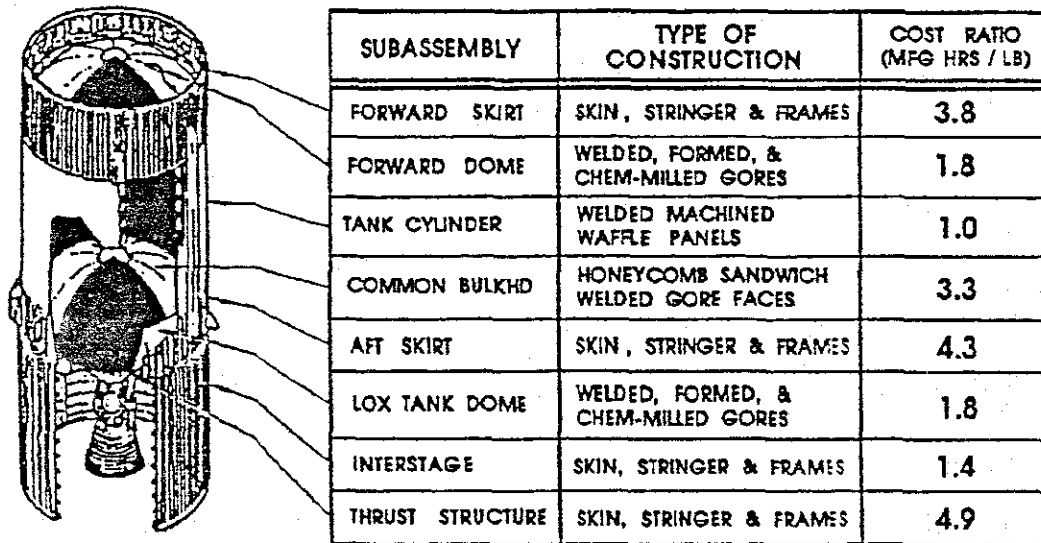 SUBASSEMBLY
TYPE OF
CONSTRUCTION
COST RATIO
(MFG HRS / LB)
FORWARD SKIRT
SKIN, STRINGER & FRAMES
3.8
FORWARD DOME
WELDED, FORMED, &
CHEM-MILLED GORES
1.8
TANK CYLINDER
WELDED MACHINED
WAFFLE PANELS
1.0
COMMON BULKHD
HONEYCOMB SANDWICH
WELDED GORE FACES
3.3
AFT SKIRT
SKIN, STRINGER & FRAMES
4.3
LOX TANK DOME
WELDED, FORMED, &
CHEM-MILLED GORES
1.8
INTERSTAGE
SKIN, STRINGER & FRAMES
1.4
THRUST STRUCTURE
SKIN, STRINGER & FRAMES
4.9